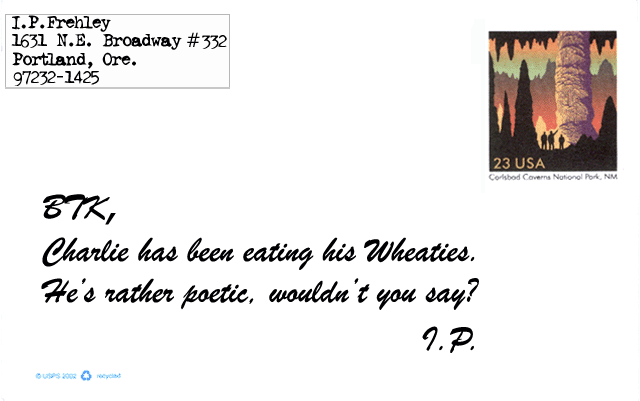 I.P.Frehley
1631 N.E. Broadway #332
Portland, Ore.
97232-1425
23 USA
Carlsbad Caverns National Park, NM
BTK,
Charlie has been eating his Wheaties.
He's rather poetic, wouldn't you say?
I.P.
© USPS 2002 recycled